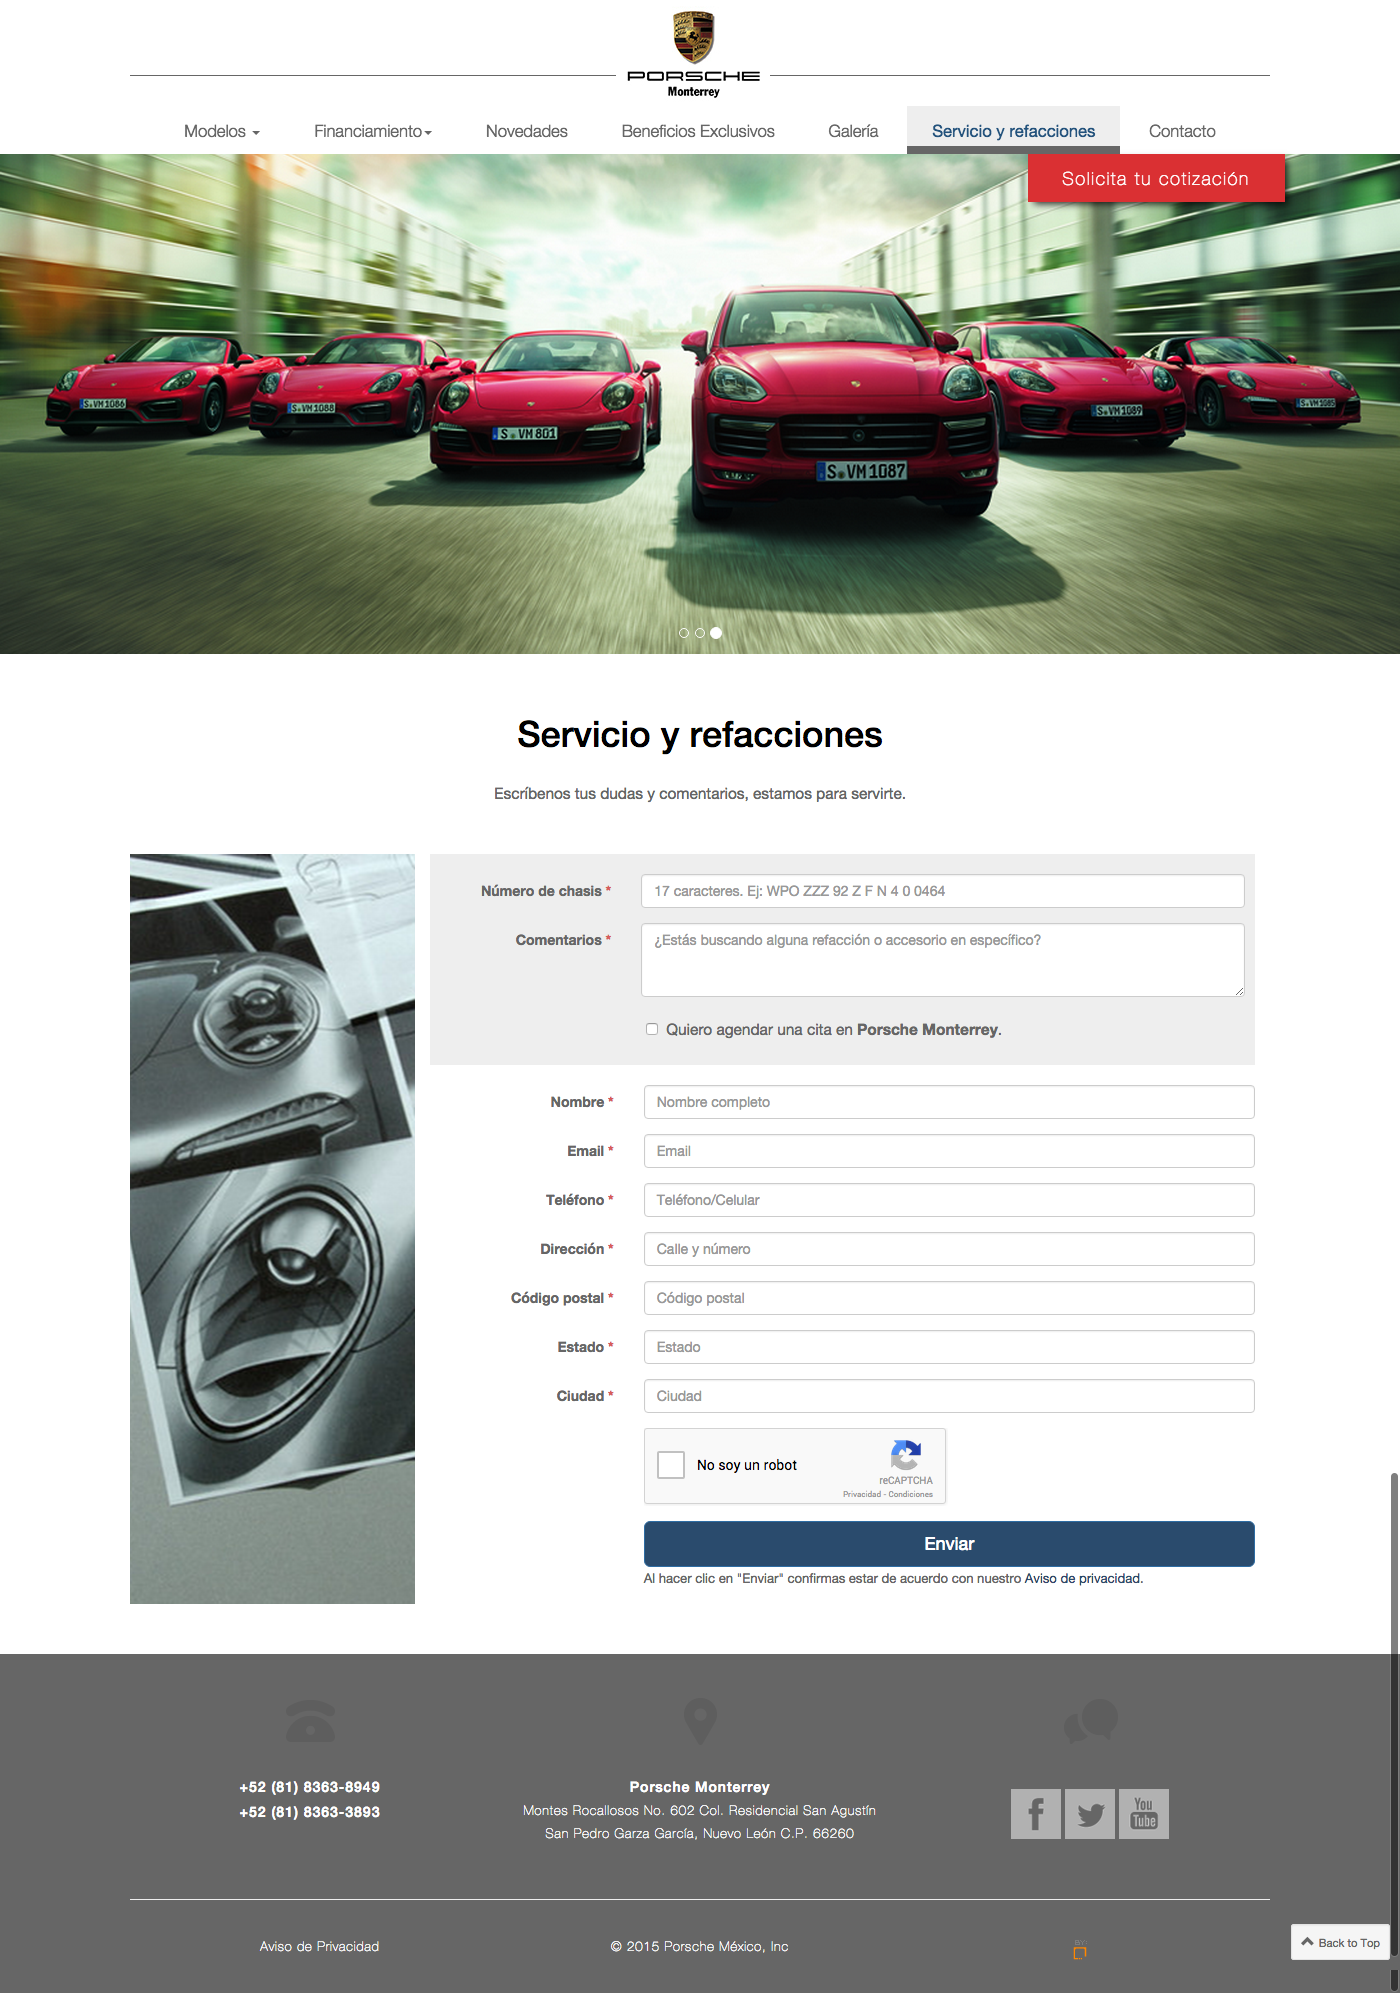 PORSCHE
Monterrey
Modelos
Financiamiento
Novedades
Beneficios Exclusivos
Galería
Servicio y refacciones
Contacto
Solicita tu cotización
S VM 1086
S VM 1088
S VM 801
S VM 1087
S VM 1089
S VM 1085
Servicio y refacciones
Escríbenos tus dudas y comentarios, estamos para servirte.
Número de chasis *
17 caracteres. Ej: WPO ZZZ 92 Z F N 4 0 0464
Comentarios *
¿Estás buscando alguna refacción o accesorio en específico?
Quiero agendar una cita en Porsche Monterrey.
Nombre *
Nombre completo
Email *
Email
Teléfono *
Teléfono/Celular
Dirección *
Calle y número
Código postal *
Código postal
Estado *
Estado
Ciudad *
Ciudad
No soy un robot
reCAPTCHA
Privacidad - Condiciones
Enviar
Al hacer clic en "Enviar" confirmas estar de acuerdo con nuestro Aviso de privacidad.
+52 (81) 8363-8949
+52 (81) 8363-3893
Porsche Monterrey
Montes Rocallosos No. 602 Col. Residencial San Agustín
San Pedro Garza García, Nuevo León C.P. 66260
You
Tube
Aviso de Privacidad
© 2015 Porsche México, Inc
Back to Top